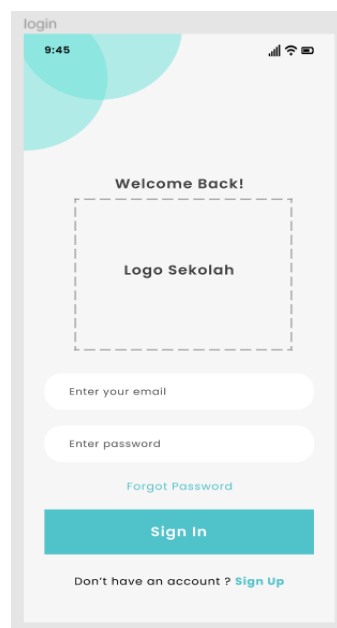 login
9:45
Welcome Back!
Logo Sekolah
Enter your email
Enter password
Forgot Password
Sign In
Don't have an account ? Sign Up